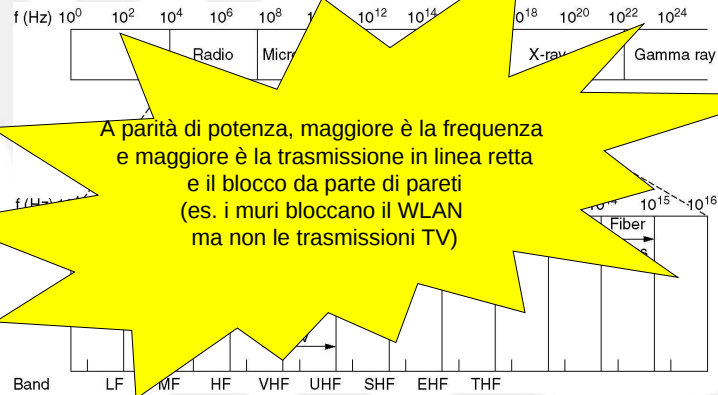 f (Hz) 10⁰ 10² 10⁴ 10⁶ 10⁸ 10¹² 10¹⁴ 10¹⁸ 10²⁰ 10²² 10²⁴
Radio X-ray Gamma ray
A parità di potenza, maggiore è la frequenza
e maggiore è la trasmissione in linea retta
e il blocco da parte di pareti
(es. i muri bloccano il WLAN
ma non le trasmissioni TV)
f (Hz) 10¹⁵ 10¹⁶
Fiber
Band LF MF HF VHF UHF SHF EHF THF